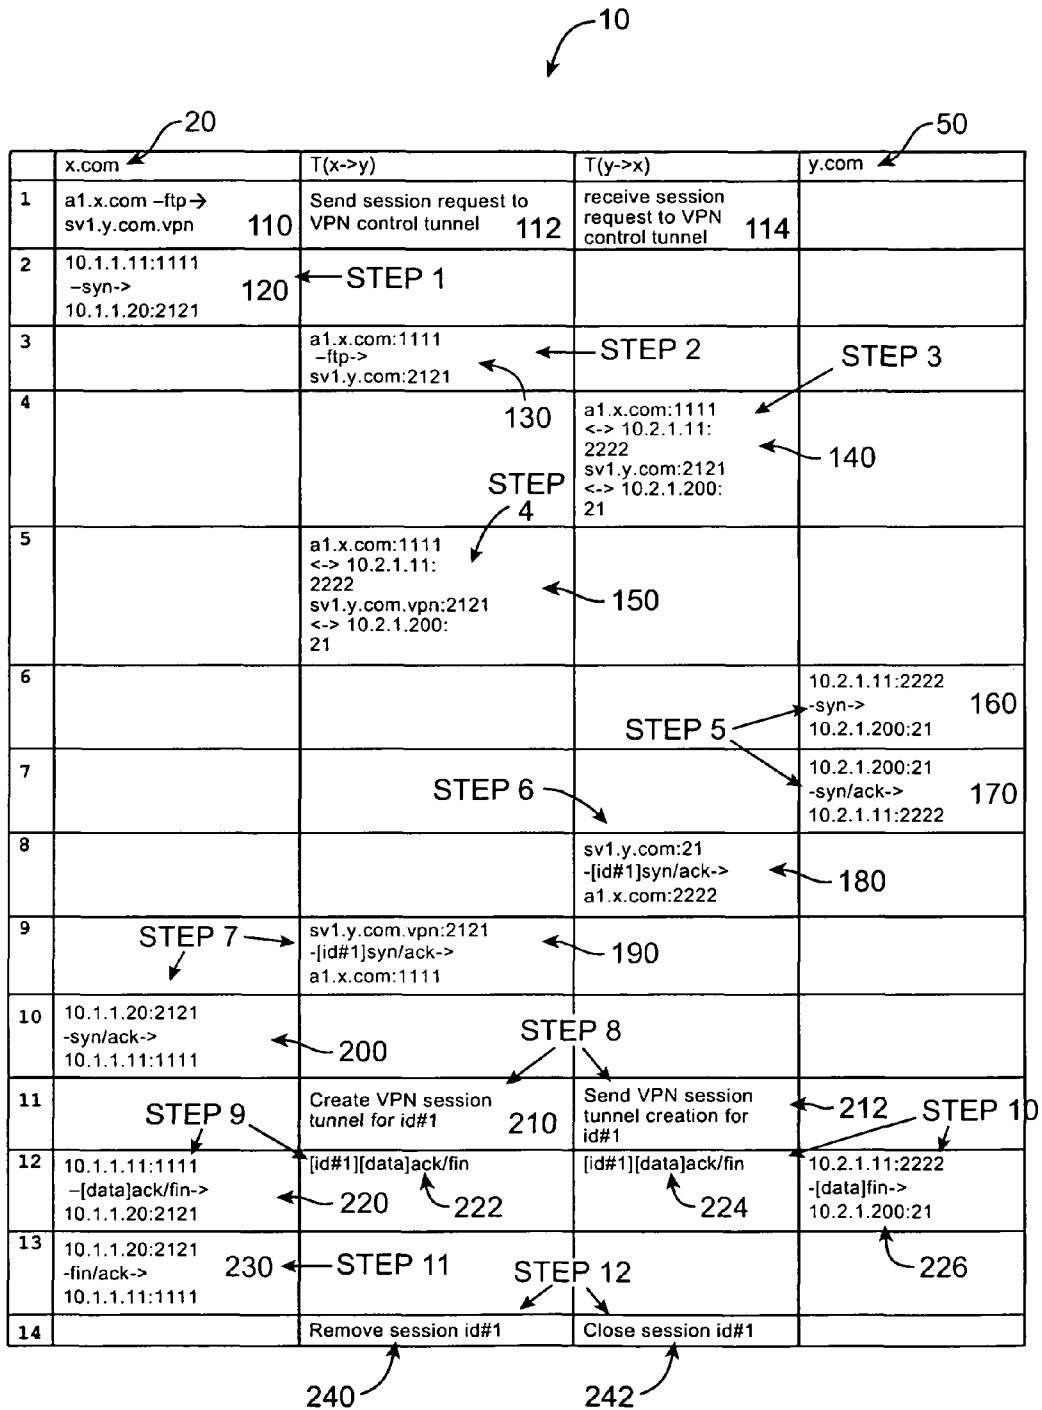 10
20
50
x.com
T(x->y)
T(y->x)
y.com
1
a1.x.com –ftp→
sv1.y.com.vpn
110
Send session request to
VPN control tunnel
112
receive session
request to VPN
control tunnel
114
2
10.1.1.11:1111
–syn->
10.1.1.20:2121
120
STEP 1
3
a1.x.com:1111
–ftp->
sv1.y.com:2121
130
STEP 2
STEP 3
4
a1.x.com:1111
<-> 10.2.1.11:
2222
sv1.y.com:2121
<-> 10.2.1.200:
21
140
STEP
4
5
a1.x.com:1111
<-> 10.2.1.11:
2222
sv1.y.com.vpn:2121
<-> 10.2.1.200:
21
150
6
10.2.1.11:2222
-syn->
10.2.1.200:21
160
STEP 5
7
10.2.1.200:21
-syn/ack->
10.2.1.11:2222
170
STEP 6
8
sv1.y.com:21
-[id#1]syn/ack->
a1.x.com:2222
180
9
STEP 7
sv1.y.com.vpn:2121
-[id#1]syn/ack->
a1.x.com:1111
190
10
10.1.1.20:2121
-syn/ack->
10.1.1.11:1111
200
STEP 8
11
Create VPN session
tunnel for id#1
210
Send VPN session
tunnel creation for
id#1
212
STEP 9
STEP 10
12
10.1.1.11:1111
–[data]ack/fin->
10.1.1.20:2121
220
[id#1][data]ack/fin
222
[id#1][data]ack/fin
224
10.2.1.11:2222
-[data]fin->
10.2.1.200:21
226
13
10.1.1.20:2121
-fin/ack->
10.1.1.11:1111
230
STEP 11
STEP 12
14
Remove session id#1
Close session id#1
240
242